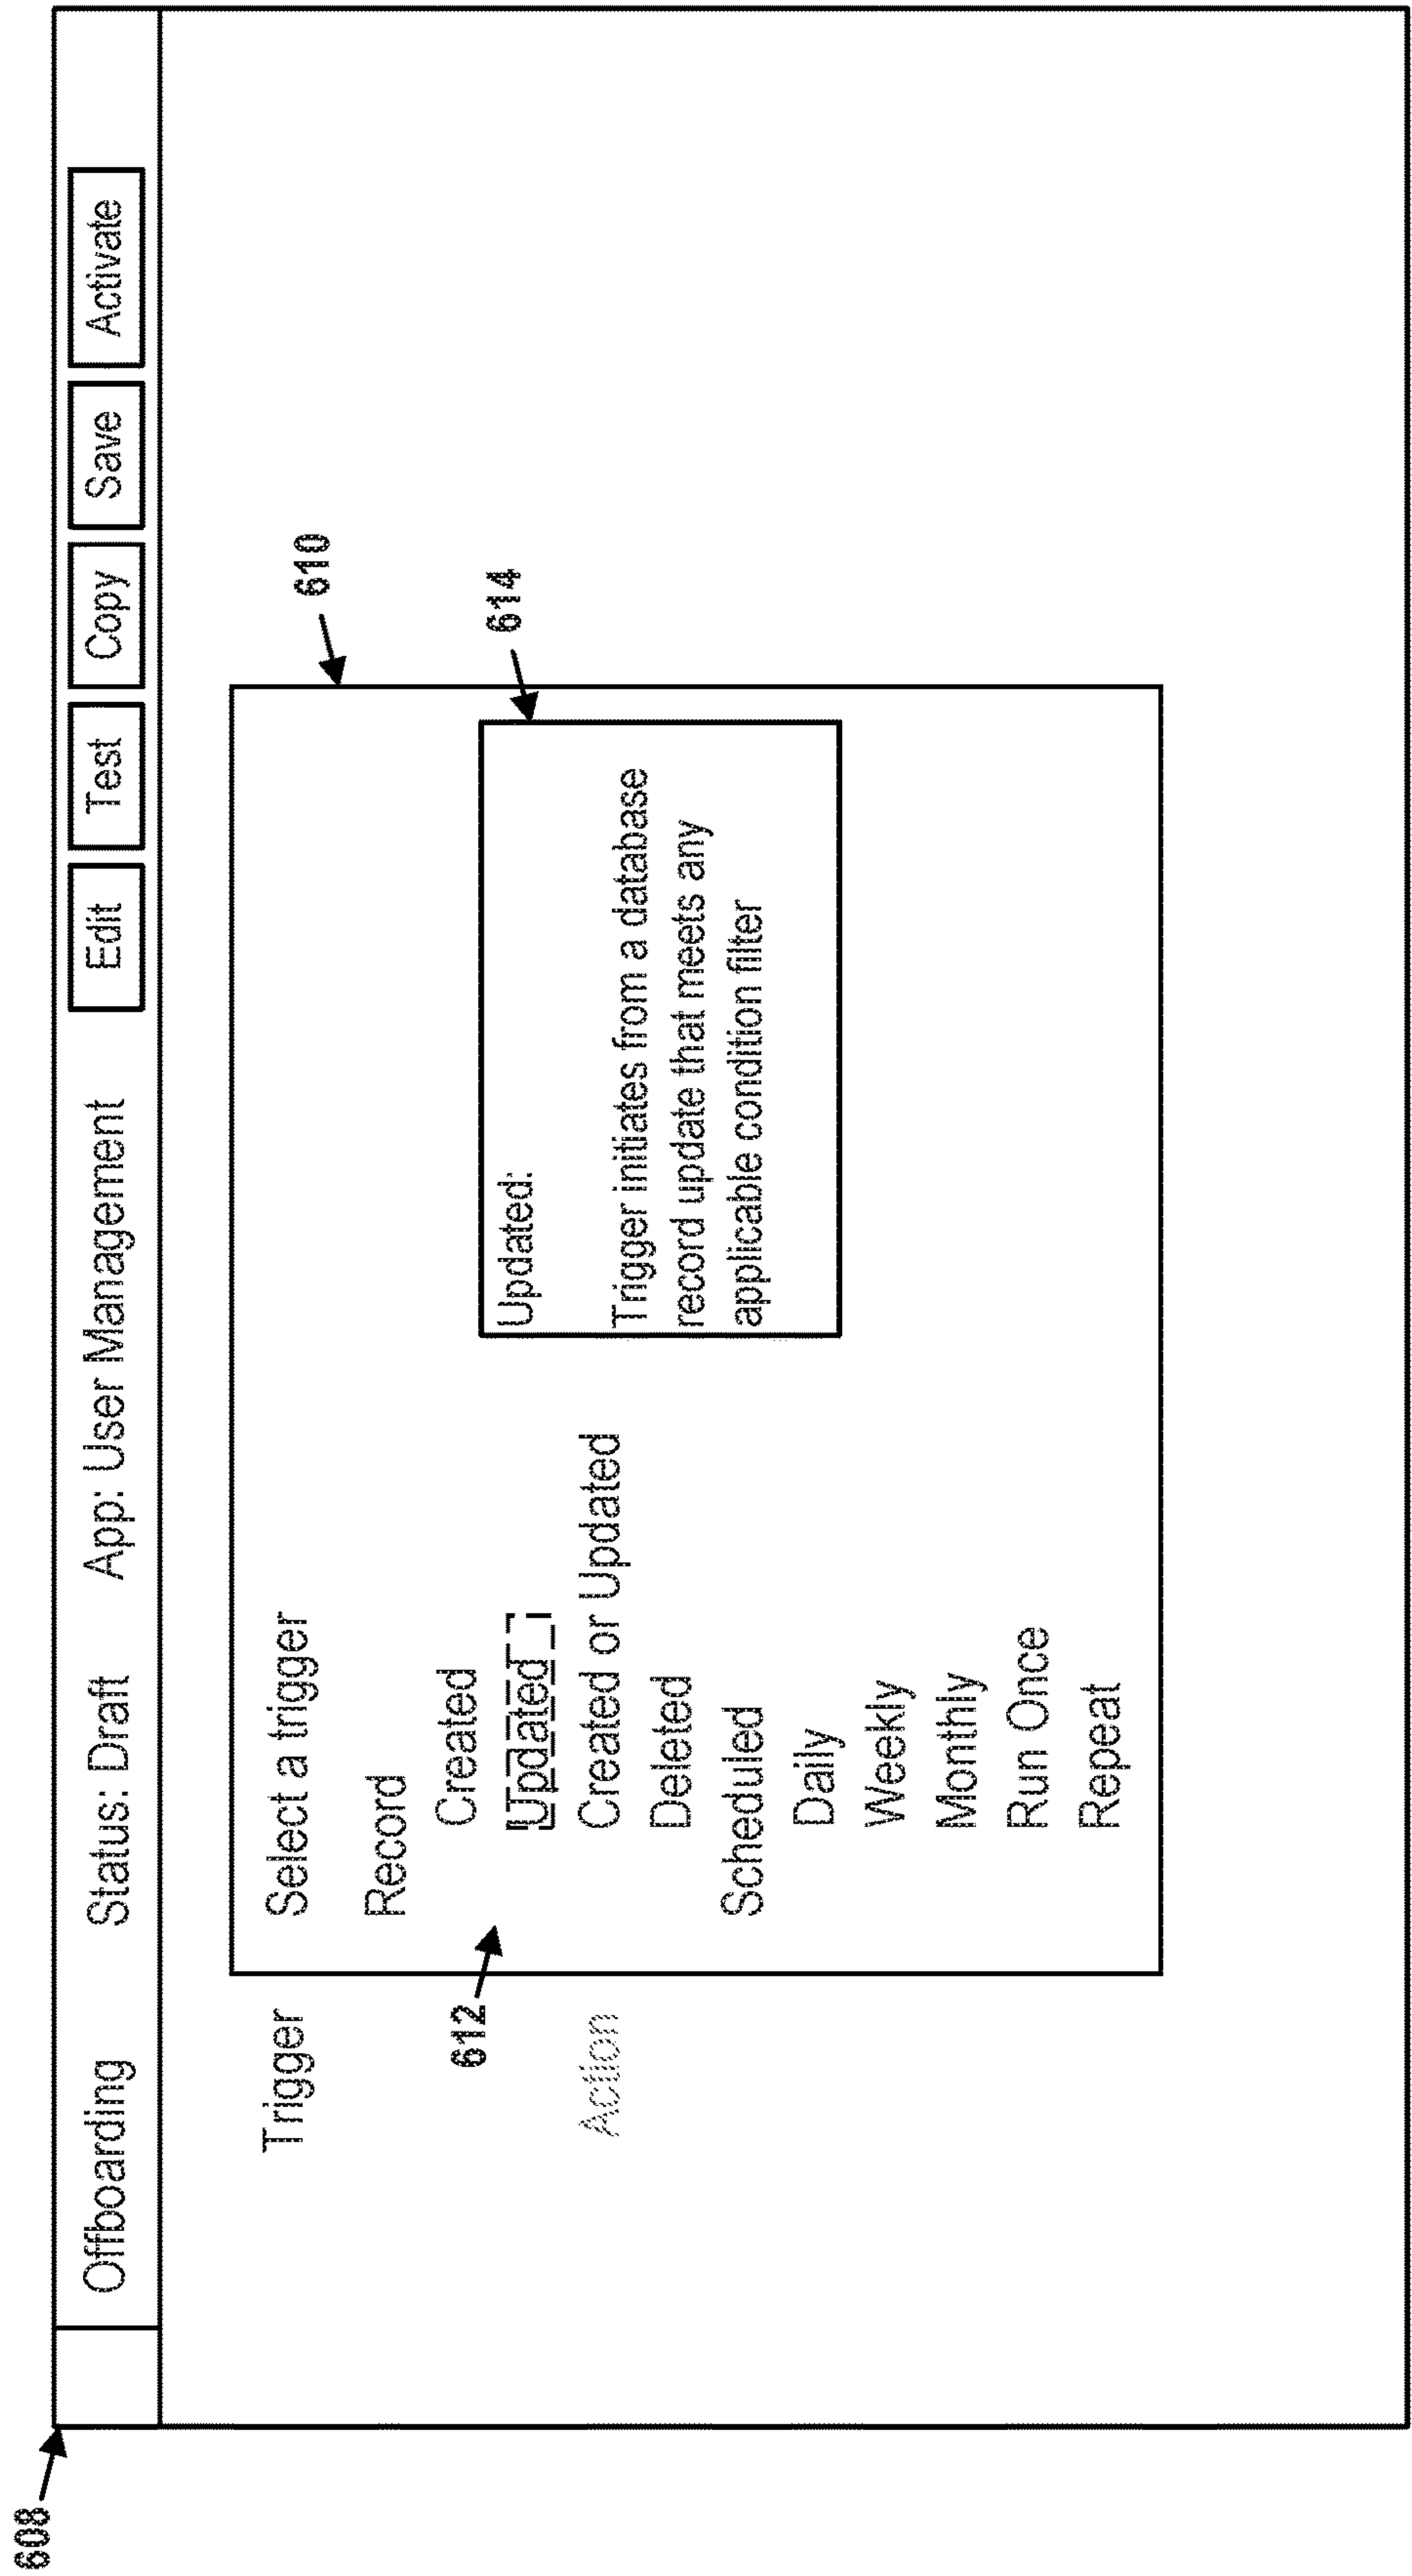 608
Offboarding Status: Draft App: User Management Edit Test Copy Save Activate
610
Trigger
Select a trigger
Record
612
Created
Updated
Created or Updated
Deleted
Scheduled
Daily
Weekly
Monthly
Run Once
Repeat
614
Updated:
Trigger initiates from a database
record update that meets any
applicable condition filter
Action